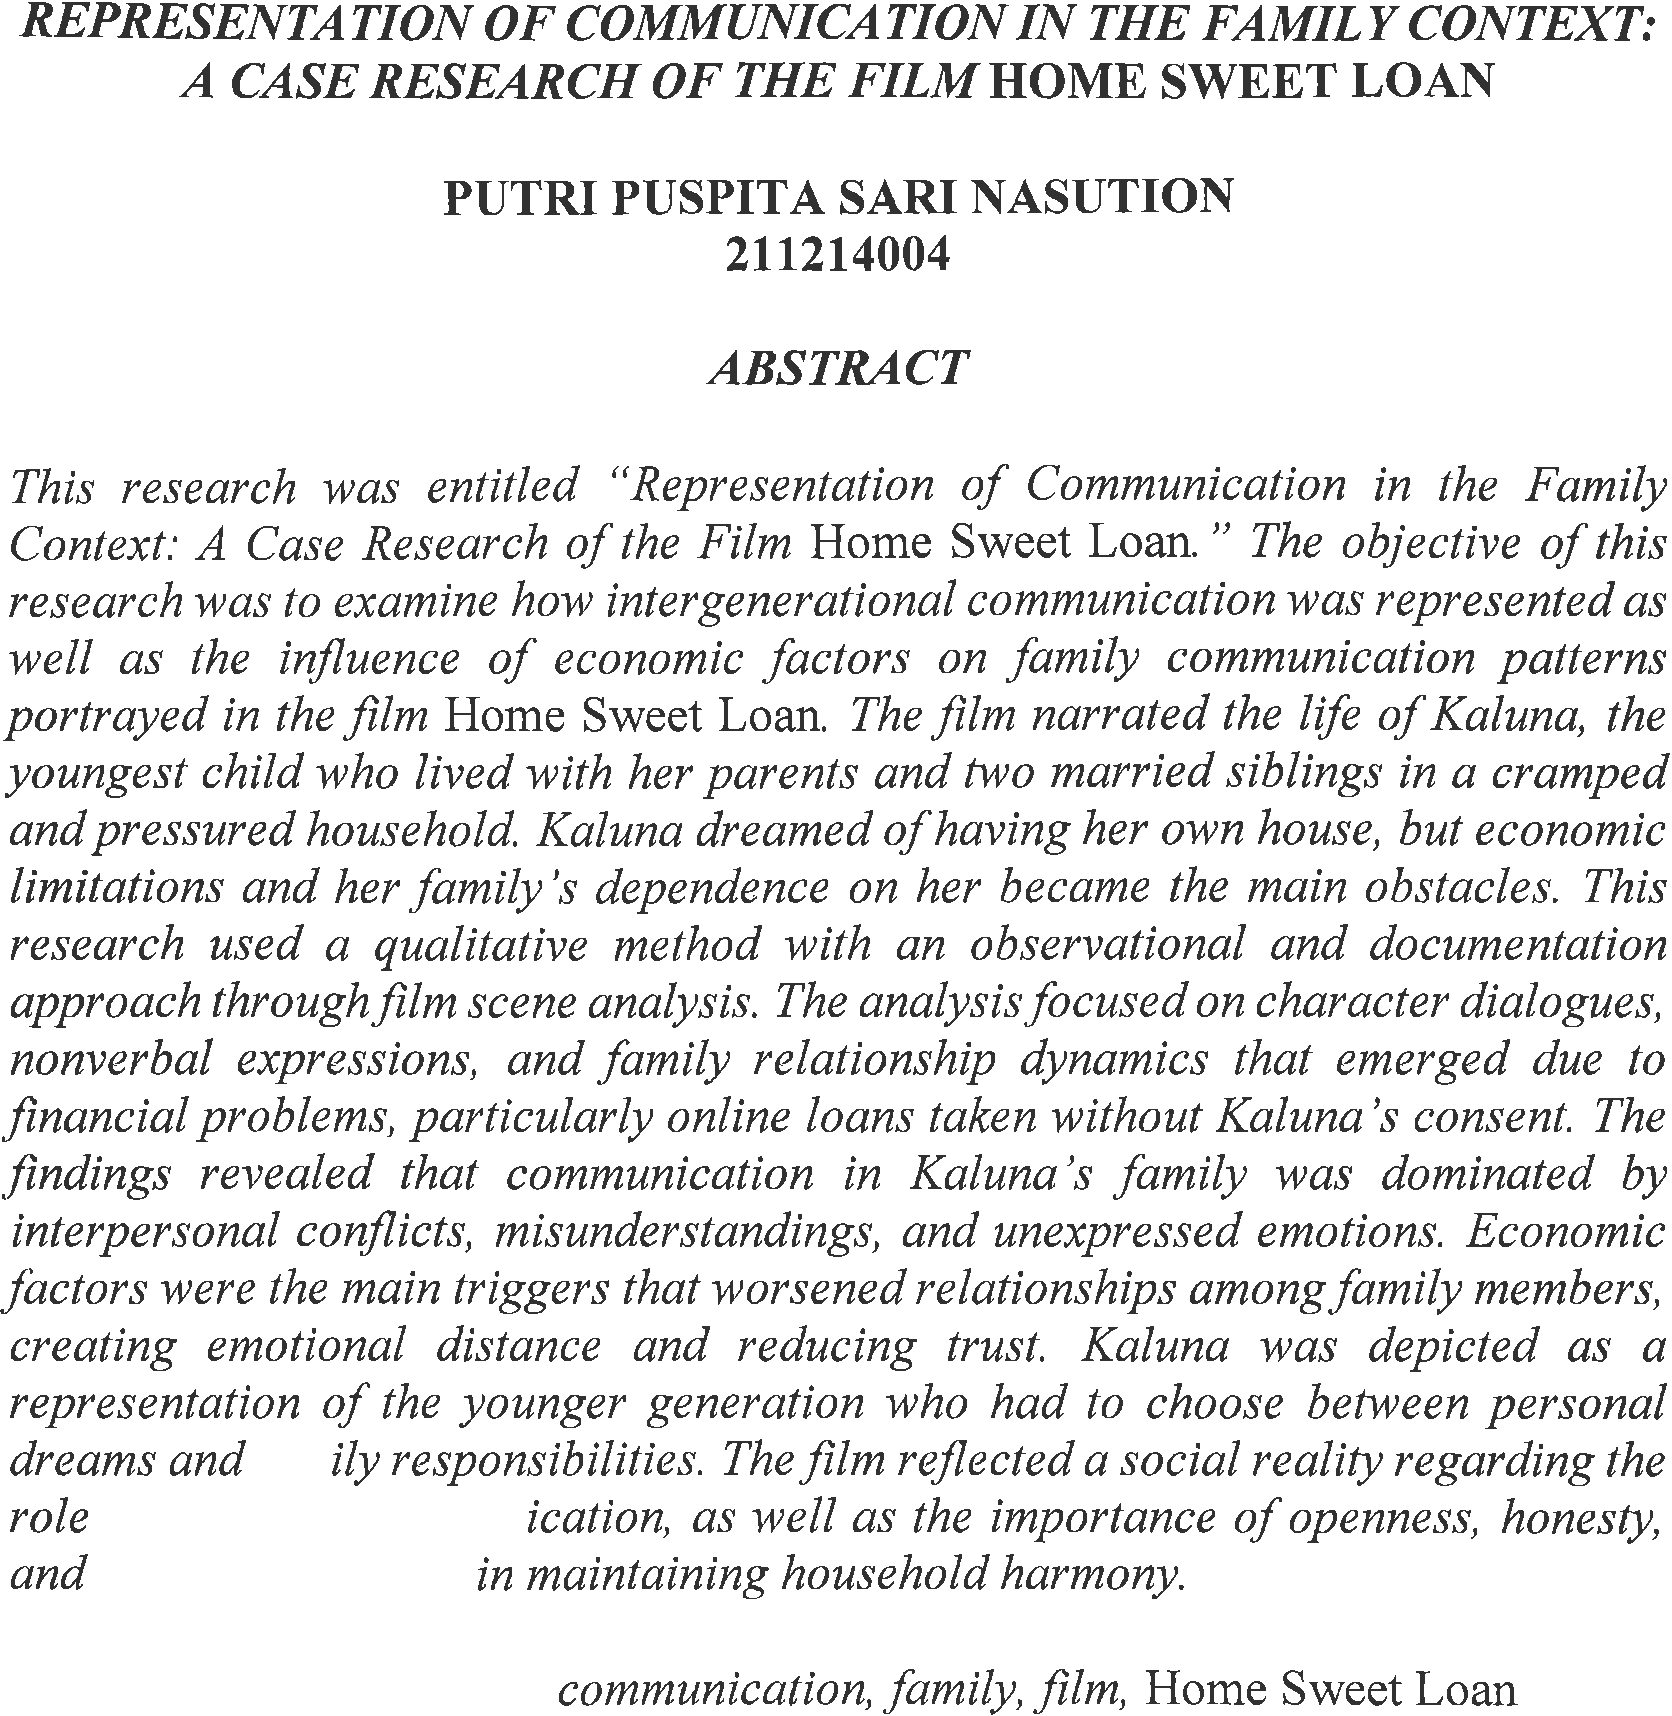 REPRESENTATION OF COMMUNICATION IN THE FAMILY CONTEXT:
A CASE RESEARCH OF THE FILM HOME SWEET LOAN
PUTRI PUSPITA SARI NASUTION
211214004
ABSTRACT
This research was entitled “Representation of Communication in the Family
Context: A Case Research of the Film Home Sweet Loan.” The objective of this
research was to examine how intergenerational communication was represented as
well as the influence of economic factors on family communication patterns
portrayed in the film Home Sweet Loan. The film narrated the life of Kaluna, the
youngest child who lived with her parents and two married siblings in a cramped
and pressured household. Kaluna dreamed of having her own house, but economic
limitations and her family’s dependence on her became the main obstacles. This
research used a qualitative method with an observational and documentation
approach through film scene analysis. The analysis focused on character dialogues,
nonverbal expressions, and family relationship dynamics that emerged due to
financial problems, particularly online loans taken without Kaluna’s consent. The
findings revealed that communication in Kaluna’s family was dominated by
interpersonal conflicts, misunderstandings, and unexpressed emotions. Economic
factors were the main triggers that worsened relationships among family members,
creating emotional distance and reducing trust. Kaluna was depicted as a
representation of the younger generation who had to choose between personal
dreams and ily responsibilities. The film reflected a social reality regarding the
role ication, as well as the importance of openness, honesty,
and in maintaining household harmony.
communication, family, film, Home Sweet Loan